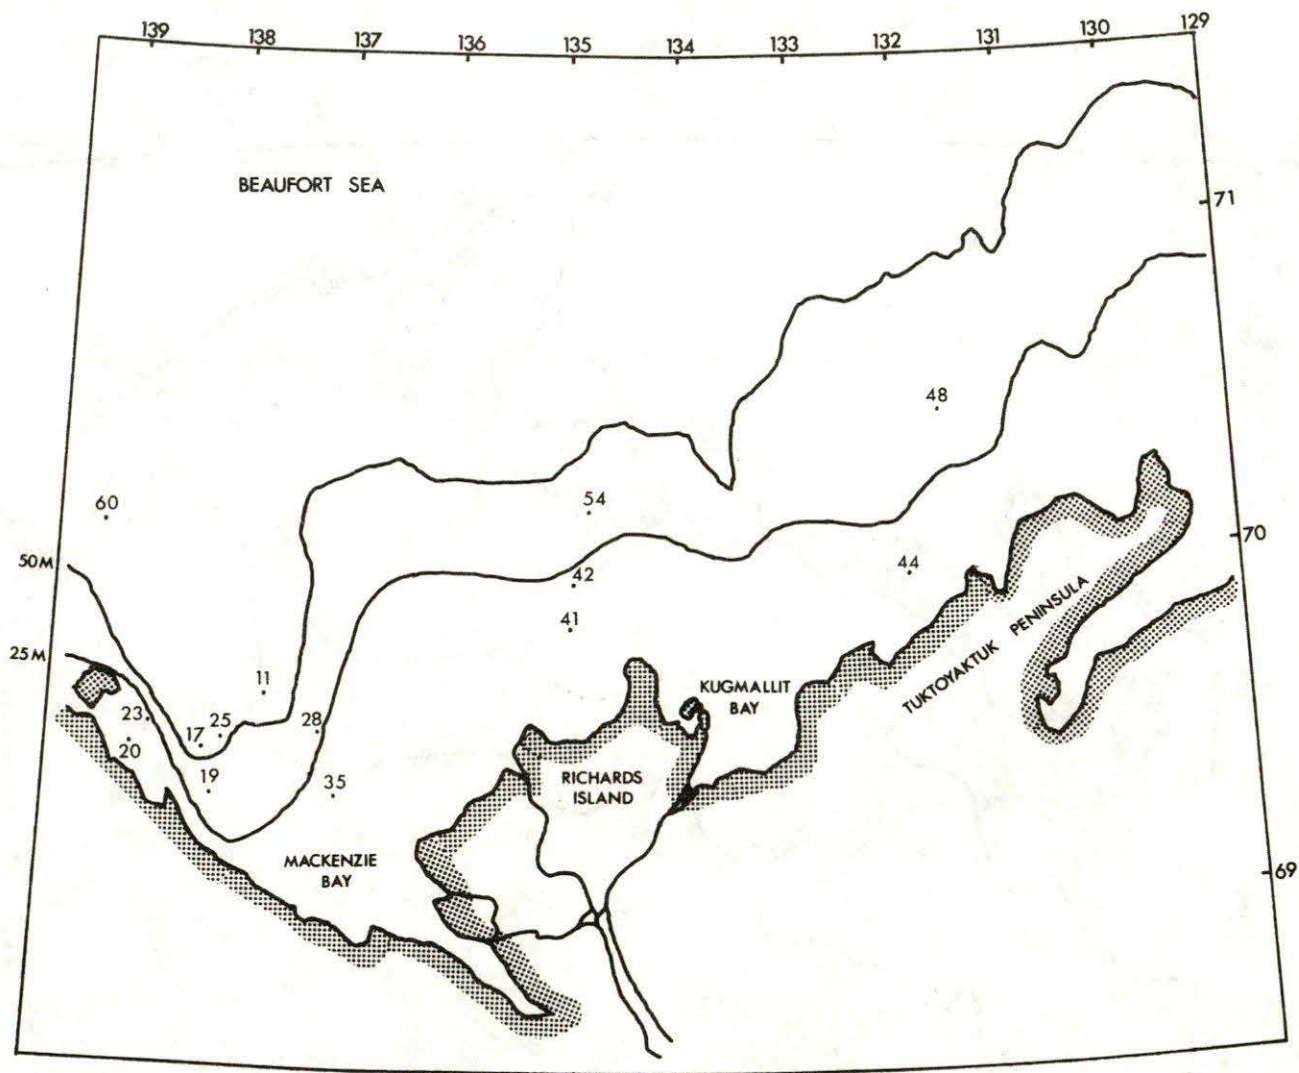 139 138 137 136 135 134 133 132 131 130 129
BEAUFORT SEA
71
48
60
54
50M
70
42
44
41
25M
TUKTOYAKTUK PENINSULA
11
KUGMALLIT
BAY
23
17
25
28
20
19
35
RICHARDS
ISLAND
MACKENZIE
BAY
69